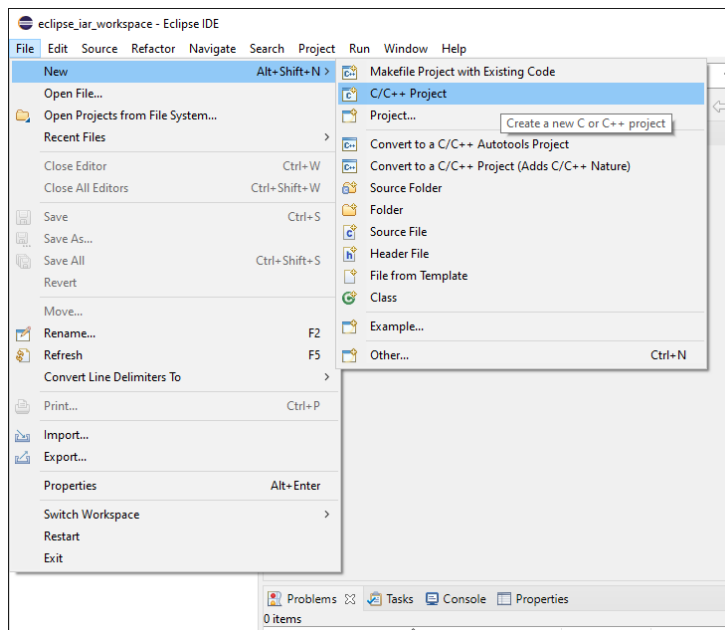 eclipse_iar_workspace - Eclipse IDE
File Edit Source Refactor Navigate Search Project Run Window Help
New Alt+Shift+N >
Open File...
Open Projects from File System...
Recent Files >
Close Editor Ctrl+W
Close All Editors Ctrl+Shift+W
Save Ctrl+S
Save As...
Save All Ctrl+Shift+S
Revert
Move...
Rename... F2
Refresh F5
Convert Line Delimiters To >
Print... Ctrl+P
Import...
Export...
Properties Alt+Enter
Switch Workspace >
Restart
Exit
Makefile Project with Existing Code
C/C++ Project
Project...
Create a new C or C++ project
Convert to a C/C++ Autotools Project
Convert to a C/C++ Project (Adds C/C++ Nature)
Source Folder
Folder
Source File
Header File
File from Template
Class
Example...
Other... Ctrl+N
Problems Tasks Console Properties
0 items